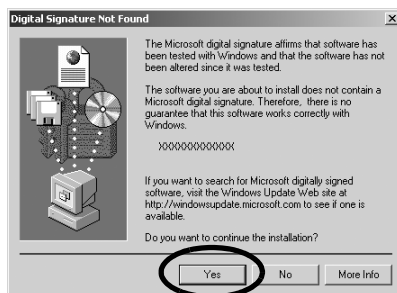 Digital Signature Not Found
The Microsoft digital signature affirms that software has
been tested with Windows and that the software has not
been altered since it was tested.
The software you are about to install does not contain a
Microsoft digital signature. Therefore, there is no
guarantee that this software works correctly with
Windows.
XXXXXXXXXXXXX
If you want to search for Microsoft digitally signed
software, visit the Windows Update Web site at
http://windowsupdate.microsoft.com to see if one is
available.
Do you want to continue the installation?
Yes No More Info